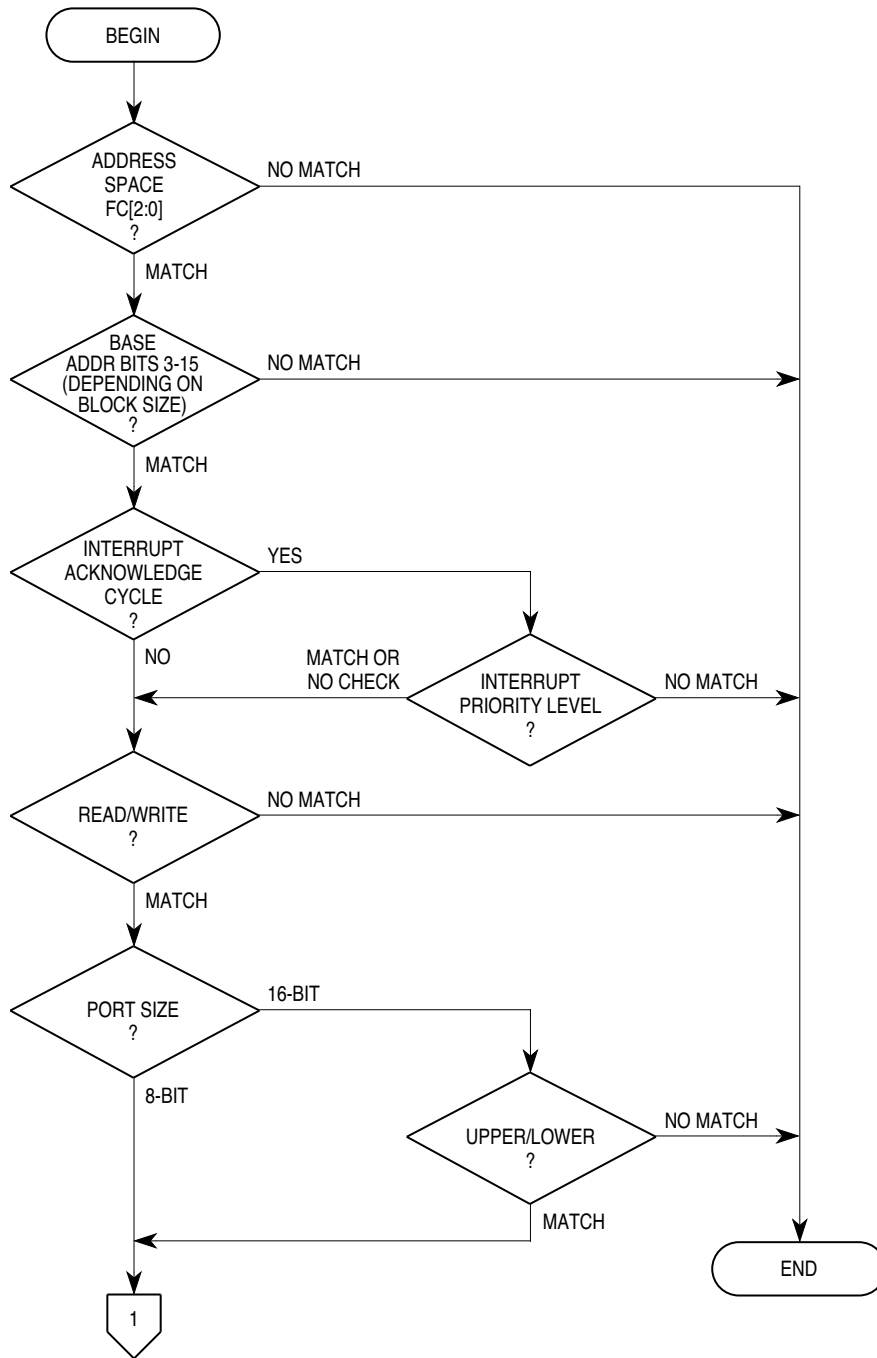 BEGIN
ADDRESS
SPACE
FC[2:0]
?
NO MATCH
MATCH
BASE
ADDR BITS 3-15
(DEPENDING ON
BLOCK SIZE)
?
NO MATCH
MATCH
INTERRUPT
ACKNOWLEDGE
CYCLE
?
YES
NO
MATCH OR
NO CHECK
INTERRUPT
PRIORITY LEVEL
?
NO MATCH
READ/WRITE
?
NO MATCH
MATCH
PORT SIZE
?
16-BIT
8-BIT
UPPER/LOWER
?
NO MATCH
MATCH
END
1